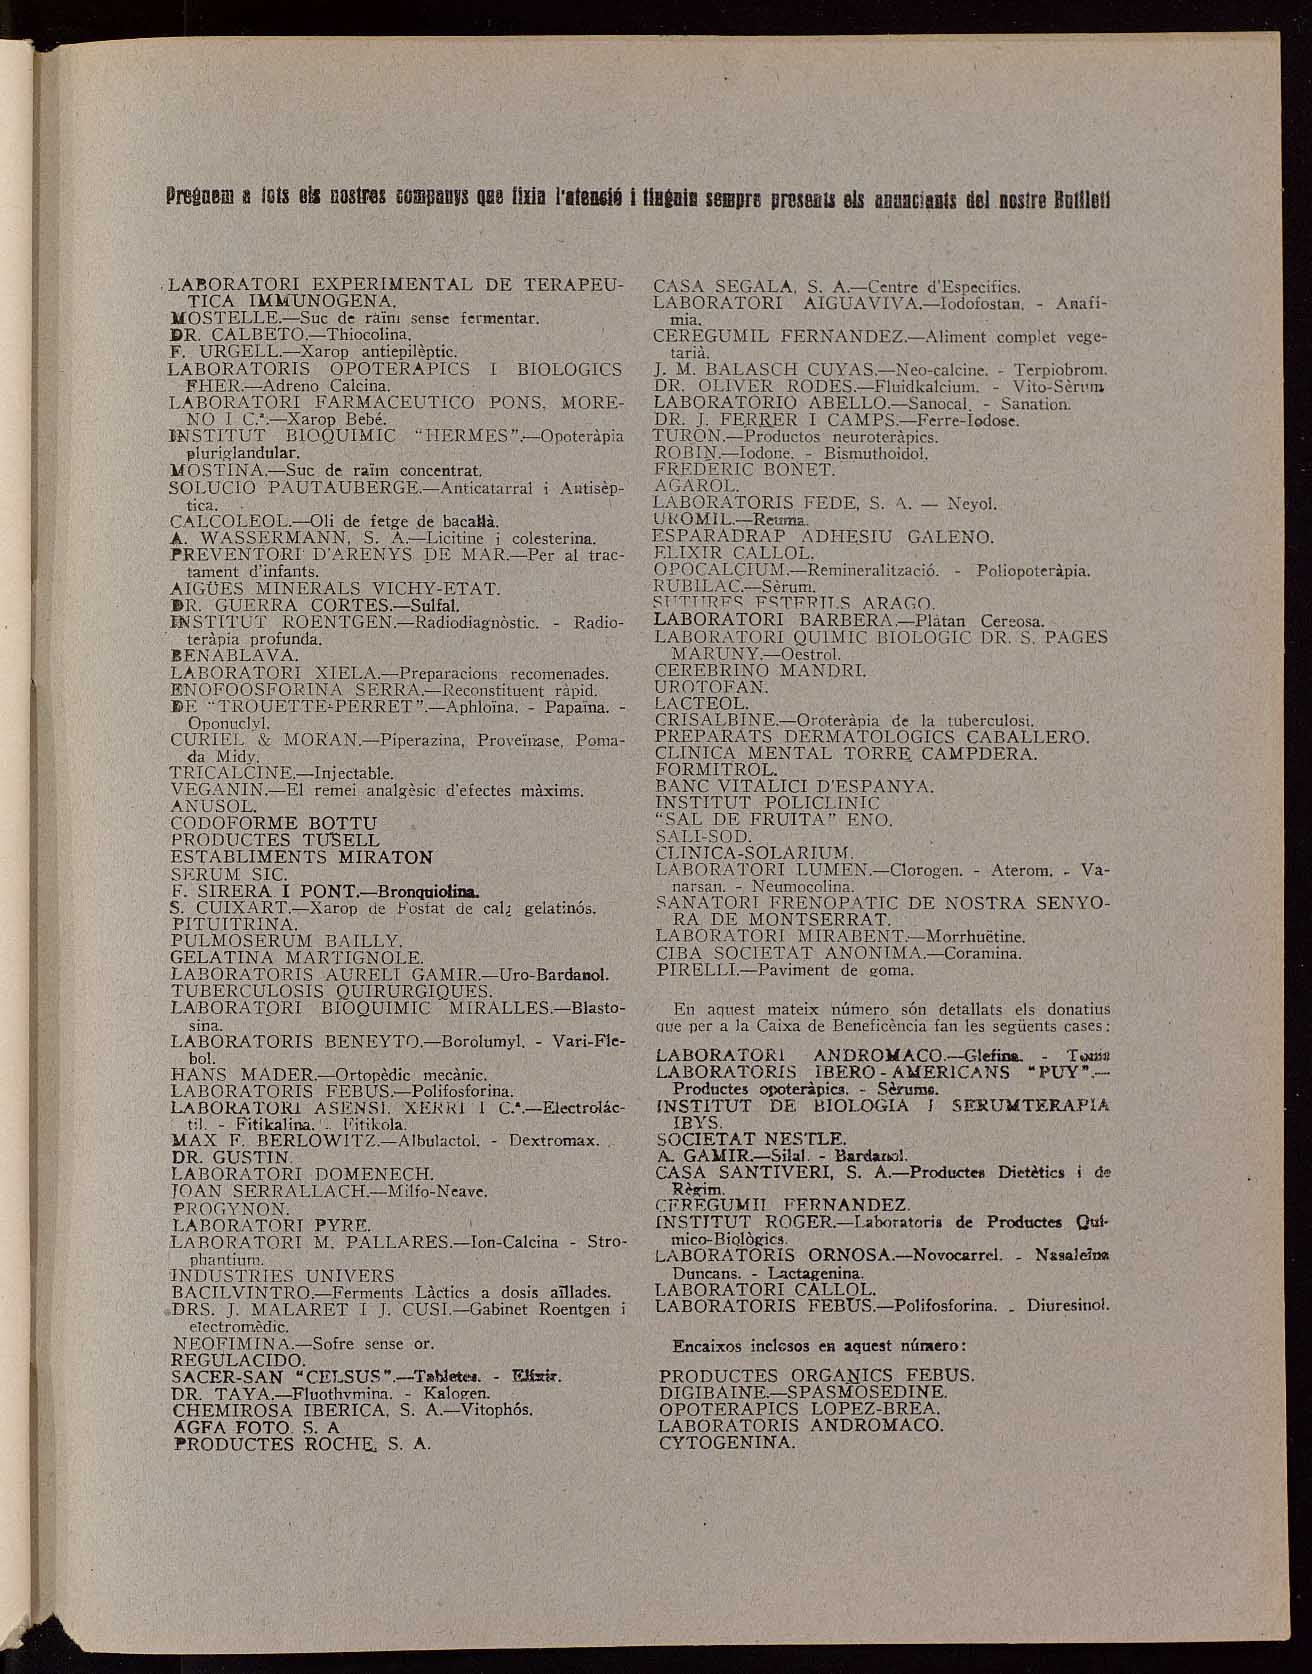 Preguem a tots els nostres companys que fixin l'atenció i tinguin sempre presents els anunciants del nostre Butlletí
LABORATORI EXPERIMENTAL DE TERAPEU-
TICA IMMUNOGENA.
MOSTELLE.—Suc de raïm sense fermentar.
DR. CALBETO.—Thiocolina.
F. URGELL.—Xarop antiepilèptic.
LABORATORIS OPOTERAPICS I BIOLOGICS
FHER.—Adreno Calcina.
LABORATORI FARMACEUTICO PONS, MORE-
NO I C.ª.—Xarop Bebé.
INSTITUT BIOQUIMIC "HERMES".—Opoteràpia
pluriglandular.
MOSTINA.—Suc de raïm concentrat.
SOLUCIO PAUTAUBERGE.—Anticatarral i Antisèp-
tica.
CALCOLEOL.—Oli de fetge de bacallà.
A. WASSERMANN, S. A.—Licitine i colesterina.
PREVENTORI D'ARENYS DE MAR.—Per al trac-
tament d'infants.
AIGÜES MINERALS VICHY-ETAT.
DR. GUERRA CORTES.—Sulfal.
INSTITUT ROENTGEN.—Radiodiagnòstic. - Radio-
teràpia profunda.
BENABLAVA.
LABORATORI XIELA.—Preparacions recomenades.
ENOFOOSFORINA SERRA.—Reconstituent ràpid.
DE "TROUETTE-PERRET".—Aphloïna. - Papaïna. -
Oponuclyl.
CURIEL & MORAN.—Piperazina, Proveïnase, Poma-
da Midy.
TRICALCINE.—Injectable.
VEGANIN.—El remei analgèsic d'efectes màxims.
ANUSOL.
CODOFORME BOTTU
PRODUCTES TUSELL
ESTABLIMENTS MIRATON
SERUM SIC.
F. SIRERA I PONT.—Bronquiolina.
S. CUIXART.—Xarop de Fosfat de calç gelatinós.
PITUITRINA.
PULMOSERUM BAILLY.
GELATINA MARTIGNOLE.
LABORATORIS AURELI GAMIR.—Uro-Bardanol.
TUBERCULOSIS QUIRURGIQUES.
LABORATORI BIOQUIMIC MIRALLES.—Blasto-
sina.
LABORATORIS BENEYTO.—Borolumyl. - Vari-Fle-
bol.
HANS MADER.—Ortopèdic mecànic.
LABORATORIS FEBUS.—Polifosforina.
LABORATORI ASENSI, XERRI I C.ª.—Electrolác-
til. - Fitikalina. - Fitikola.
MAX F. BERLOWITZ.—Albulactol. - Dextromax.
DR. GUSTIN.
LABORATORI DOMENECH.
JOAN SERRALLACH.—Milfo-Neave.
PROGYNON.
LABORATORI PYRE.
LABORATORI M. PALLARES.—Ion-Calcina - Stro-
phantium.
INDUSTRIES UNIVERS
BACILVINTRO.—Ferments Làctics a dosis aïllades.
DRS. J. MALARET I J. CUSI.—Gabinet Roentgen i
electromèdic.
NEOFIMINA.—Sofre sense or.
REGULACIDO.
SACER-SAN "CELSUS".—Tabletes. - Elixir.
DR. TAYA.—Fluothymina. - Kalogen.
CHEMIROSA IBERICA, S. A.—Vitophós.
AGFA FOTO. S. A
PRODUCTES ROCHE, S. A.
CASA SEGALA, S. A.—Centre d'Específics.
LABORATORI AIGUAVIVA.—Iodofostan. - Anafi-
mia.
CEREGUMIL FERNANDEZ.—Aliment complet vege-
tarià.
J. M. BALASCH CUYAS.—Neo-calcine. - Terpiobrom.
DR. OLIVER RODES.—Fluidkalcium. - Vito-Sèrum
LABORATORIO ABELLO.—Sanocal. - Sanation.
DR. J. FERRER I CAMPS.—Ferre-Iodose.
TURON.—Productos neuroteràpics.
ROBIN.—Iodone. - Bismuthoidol.
FREDERIC BONET.
AGAROL.
LABORATORIS FEDE, S. A. — Neyol.
UROMIL.—Reuma.
ESPARADRAP ADHESIU GALENO.
ELIXIR CALLOL.
OPOCALCIUM.—Remineralització. - Poliopoteràpia.
RUBILAC.—Sèrum.
SUTURES ESTERILS ARAGO.
LABORATORI BARBERA.—Plàtan Cereosa.
LABORATORI QUIMIC BIOLOGIC DR. S. PAGES
MARUNY.—Oestrol.
CEREBRINO MANDRI.
UROTOFAN.
LACTEOL.
CRISALBINE.—Oroteràpia de la tuberculosi.
PREPARATS DERMATOLOGICS CABALLERO.
CLINICA MENTAL TORRE CAMPDERA.
FORMITROL.
BANC VITALICI D'ESPANYA.
INSTITUT POLICLINIC
"SAL DE FRUITA" ENO.
SALI-SOD.
CLINICA-SOLARIUM.
LABORATORI LUMEN.—Clorogen. - Aterom. - Va-
narsan. - Neumocolina.
SANATORI FRENOPATIC DE NOSTRA SENYO-
RA DE MONTSERRAT.
LABORATORI MIRABENT.—Morrhuëtine.
CIBA SOCIETAT ANONIMA.—Coramina.
PIRELLI.—Paviment de goma.
En aquest mateix número són detallats els donatius
que per a la Caixa de Beneficència fan les següents cases:
LABORATORI ANDROMACO.—Glefina. -
LABORATORIS IBERO-AMERICANS "PUY".—
Productes opoteràpics. - Sèrums.
INSTITUT DE BIOLOGIA I SERUMTERAPIA
IBYS.
SOCIETAT NESTLE.
A. GAMIR.—Silal. - Bardanol.
CASA SANTIVERI, S. A.—Productes Dietètics i de
Règim.
CEREGUMIL FERNANDEZ.
INSTITUT ROGER.—Laboratoris de Productes Quí-
mico-Biològics.
LABORATORIS ORNOSA.—Novocarrel. - Nasaleïna
Duncans. - Lactagenina.
LABORATORI CALLOL.
LABORATORIS FEBUS.—Polifosforina. - Diuresinol.
Encaixos inclosos en aquest número:
PRODUCTES ORGANICS FEBUS.
DIGIBAINE.—SPASMOSEDINE.
OPOTERAPICS LOPEZ-BREA.
LABORATORIS ANDROMACO.
CYTOGENINA.